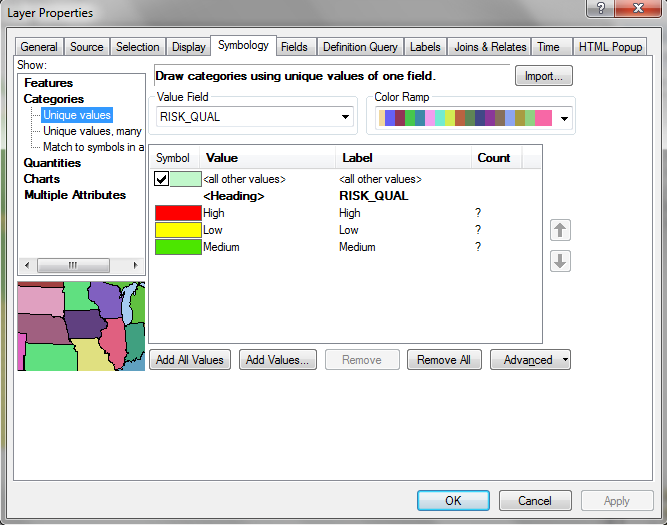 Layer Properties
General Source Selection Display Symbology Fields Definition Query Labels Joins & Relates Time HTML Popup
Show:
Features
Categories
Unique values
Unique values, many
Match to symbols in a
Quantities
Charts
Multiple Attributes
Draw categories using unique values of one field.
Import...
Value Field
RISK_QUAL
Color Ramp
Symbol Value Label Count
<all other values> <all other values>
<Heading> RISK_QUAL
High High ?
Low Low ?
Medium Medium ?
Add All Values Add Values... Remove Remove All Advanced
OK Cancel Apply